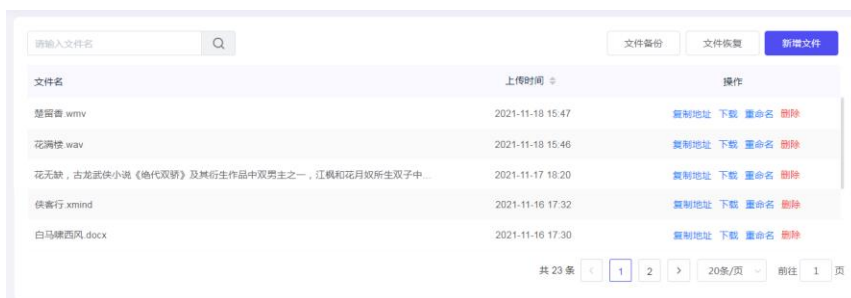 请输入文件名 文件备份 文件恢复 新增文件
文件名 上传时间 操作
楚留香.wmv 2021-11-18 15:47 复制地址 下载 重命名 删除
花满楼.wav 2021-11-18 15:46 复制地址 下载 重命名 删除
花无缺,古龙武侠小说《绝代双骄》及其衍生作品中双男主之一,江枫和花月奴所生双子中... 2021-11-17 18:20 复制地址 下载 重命名 删除
侠客行.xmind 2021-11-16 17:32 复制地址 下载 重命名 删除
白马啸西风.docx 2021-11-16 17:30 复制地址 下载 重命名 删除
共 23 条 < 1 2 > 20条/页 前往 1 页